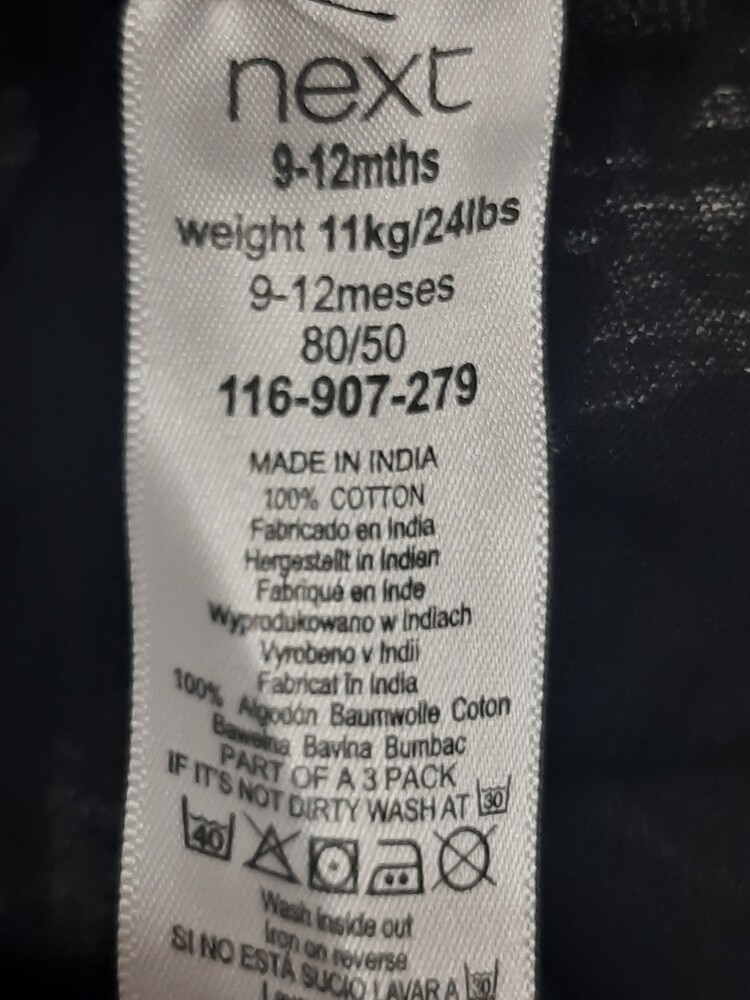 next
9-12mths
weight 11kg/24lbs
9-12meses
80/50
116-907-279
MADE IN INDIA
100% COTTON
Fabricado en India
Hergestellt in Indien
Fabriqué en Inde
Wyprodukowano w Indiach
Vyrobeno v Indii
Fabricat în India
100% Algodón Baumwolle Coton
Bawełna Bavlna Bumbac
PART OF A 3 PACK
IF IT'S NOT DIRTY WASH AT 30
40
Wash inside out
Iron on reverse
SI NO ESTÁ SUCIO LAVAR A 30